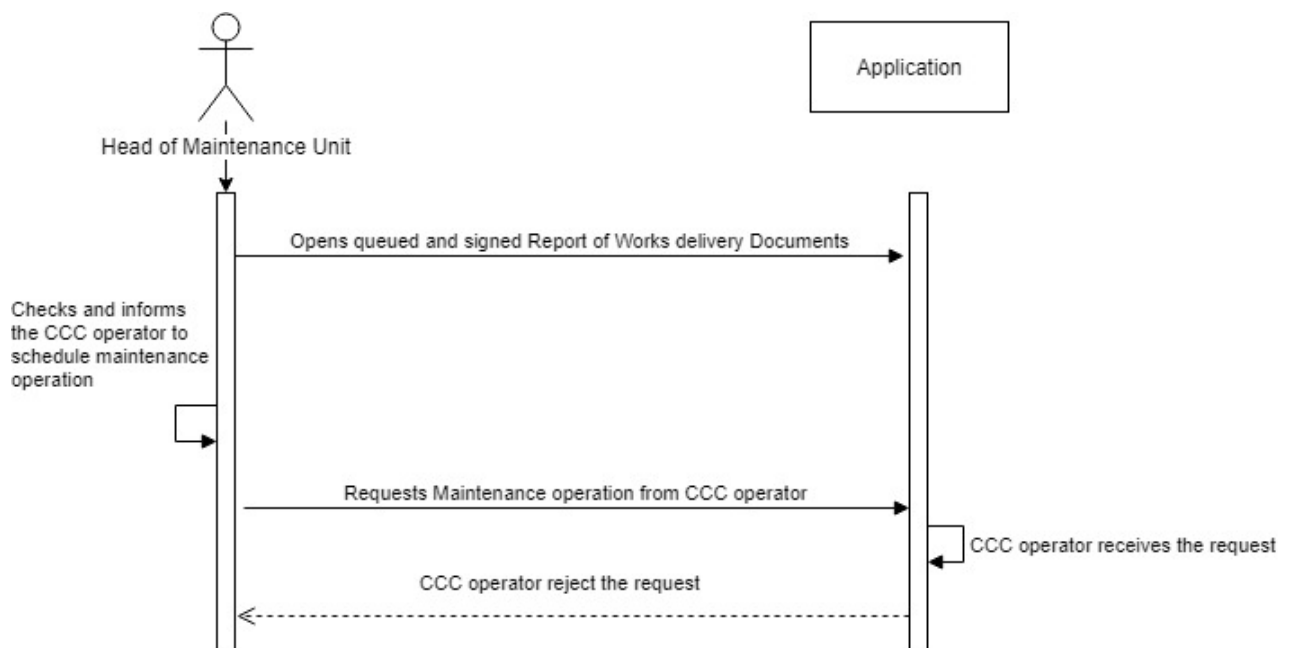 Application
Head of Maintenance Unit
Opens queued and signed Report of Works delivery Documents
Checks and informs
the CCC operator to
schedule maintenance
operation
Requests Maintenance operation from CCC operator
CCC operator receives the request
CCC operator reject the request